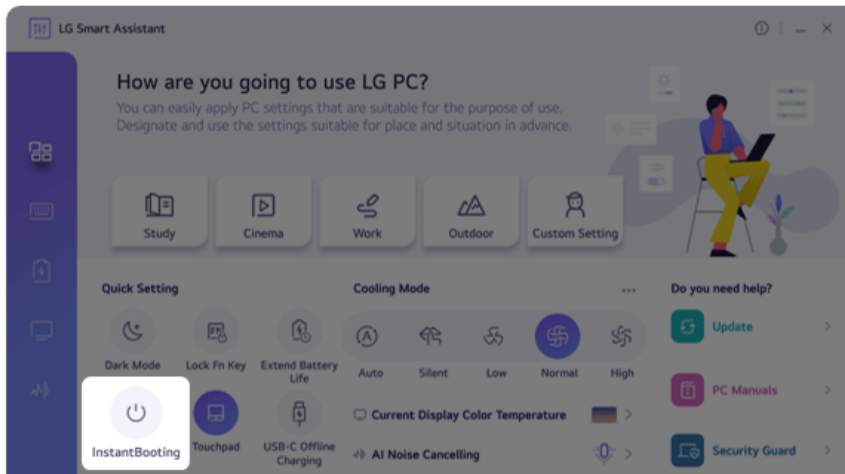 LG Smart Assistant
How are you going to use LG PC?
You can easily apply PC settings that are suitable for the purpose of use.
Designate and use the settings suitable for place and situation in advance.
Study
Cinema
Work
Outdoor
Custom Setting
Quick Setting
Dark Mode
Lock Fn Key
Extend Battery
Life
InstantBooting
Touchpad
USB-C Offline
Charging
Cooling Mode
Auto
Silent
Low
Normal
High
Current Display Color Temperature
AI Noise Cancelling
Do you need help?
Update
PC Manuals
Security Guard